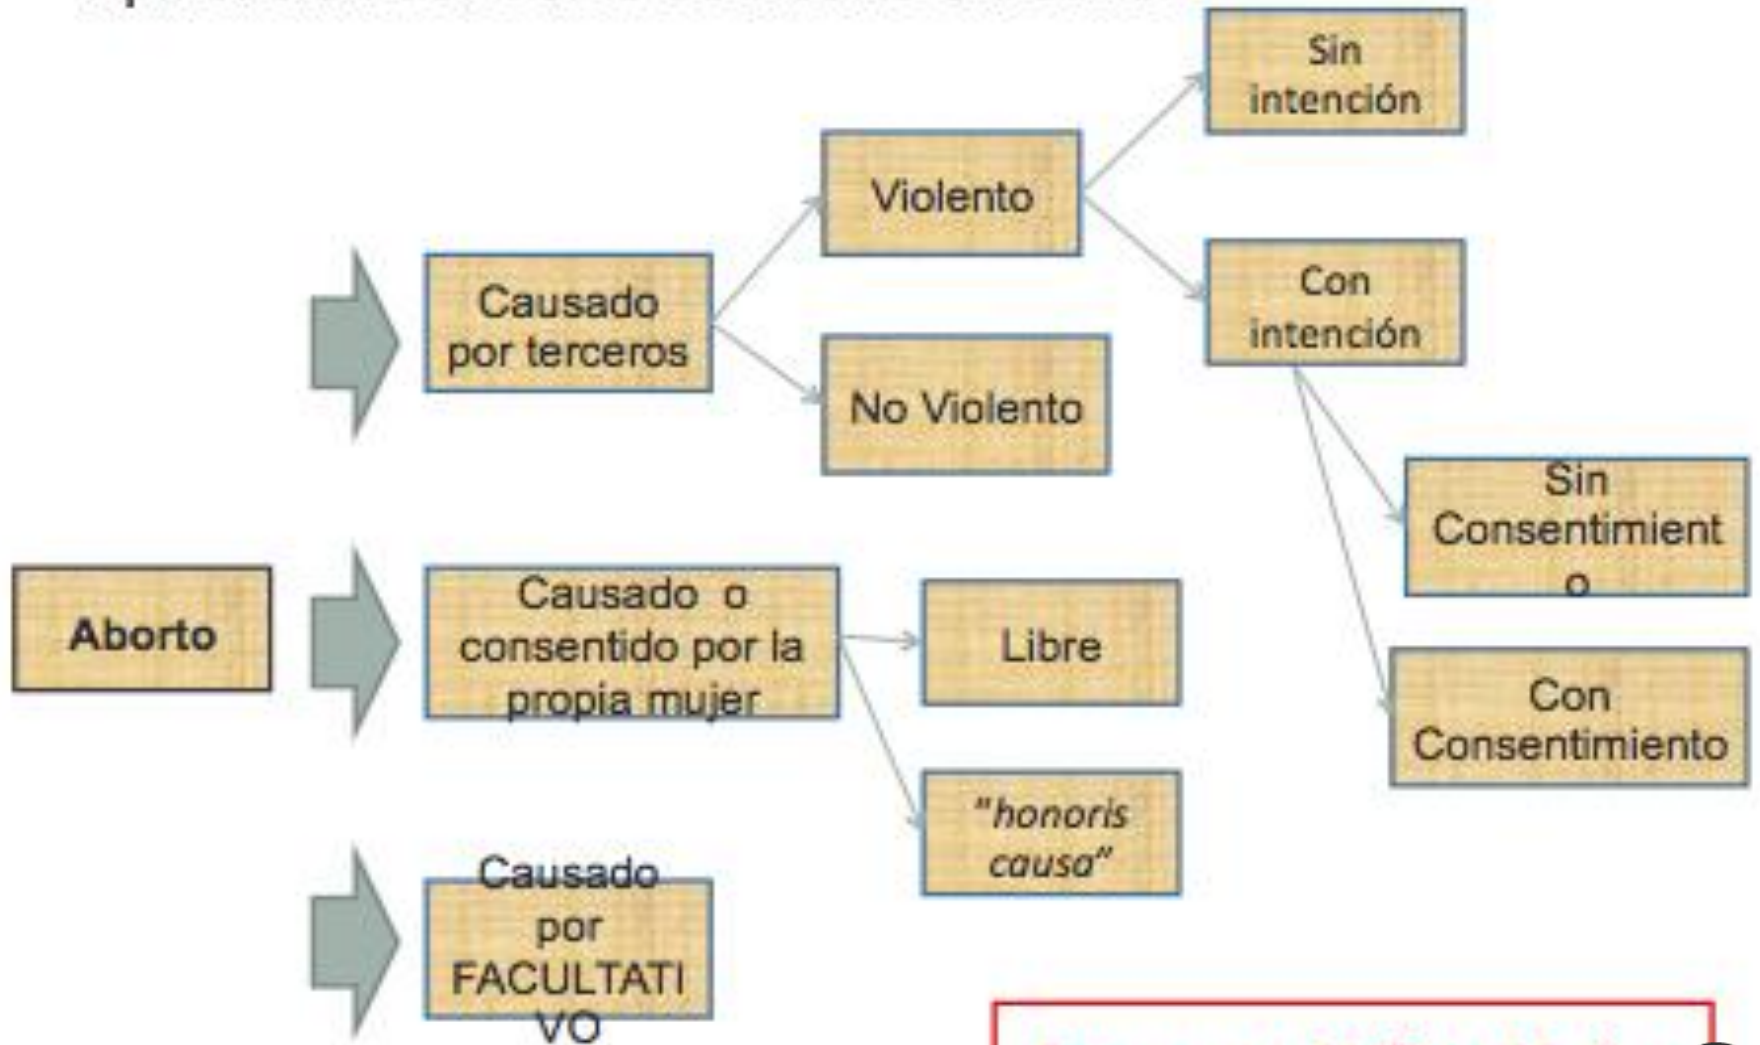 Sin
intención
Violento
Con
intención
Causado
por terceros
No Violento
Sin
Consentimient
o
Aborto
Causado o
consentido por la
propia mujer
Libre
Con
Consentimiento
"honoris
causa"
Causado
por
FACULTATI
VO